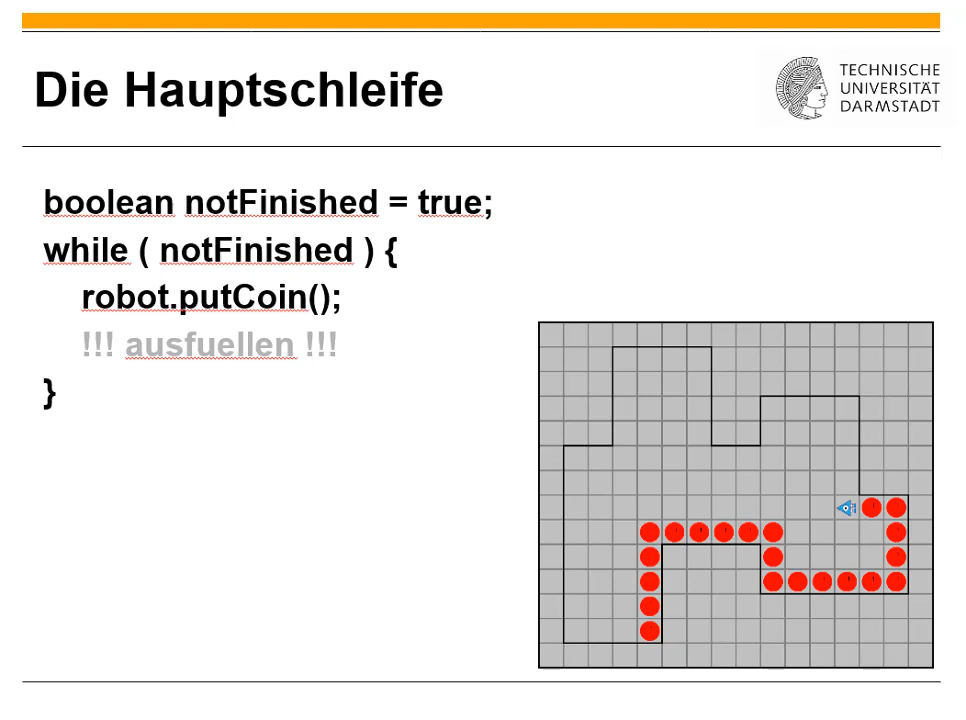 Die Hauptschleife
TECHNISCHE
UNIVERSITÄT
DARMSTADT
boolean notFinished = true;
while ( notFinished ) {
robot.putCoin();
!!! ausfuellen !!!
}